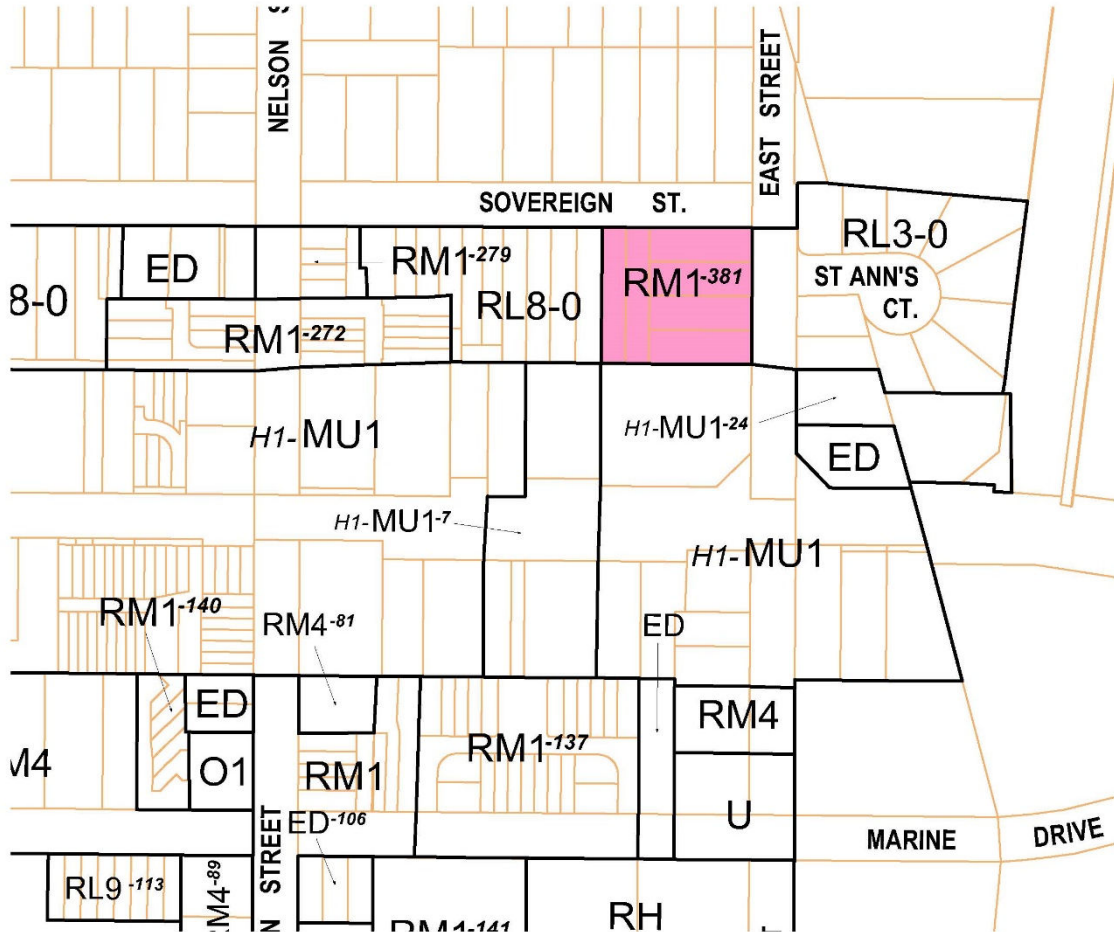 NELSON S
EAST STREET
SOVEREIGN ST.
ED
RM1-279
RL8-0
RM1-381
RL3-0
ST ANN'S
CT.
8-0
RM1-272
H1-MU1
H1-MU1-24
ED
H1-MU1-7
H1-MU1
RM1-140
RM4-81
ED
ED
RM4
M4
O1
RM1
RM1-137
ED-106
U
MARINE DRIVE
N STREET
RL9-113
RM4-89
RM1-141
RH